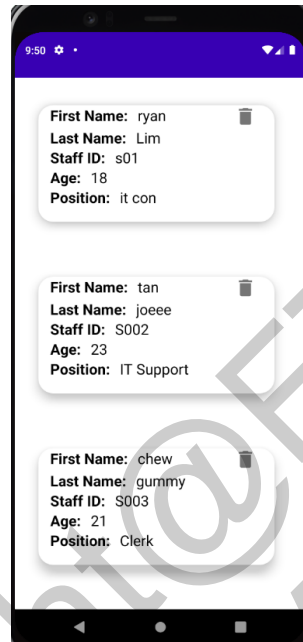 9:50
First Name: ryan
Last Name: Lim
Staff ID: s01
Age: 18
Position: it con
First Name: tan
Last Name: joeee
Staff ID: S002
Age: 23
Position: IT Support
First Name: chew
Last Name: gummy
Staff ID: S003
Age: 21
Position: Clerk